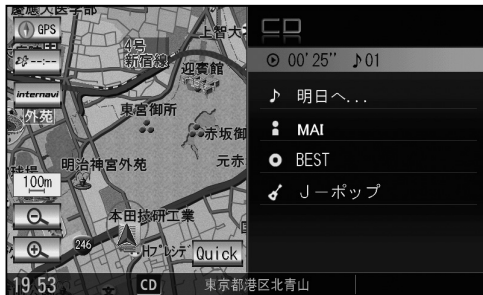 慶應大医学部
GPS
上智大
4号
新宿線
迎賓館
--:--
internavi
外苑
東宮御所
赤坂御
明治神宮外苑
元赤
球場
100m
本田技研工業
246
Quick
19:53
CD
東京都港区北青山
CD
00'25'' ♪01
明日へ...
MAI
BEST
J－ポップ